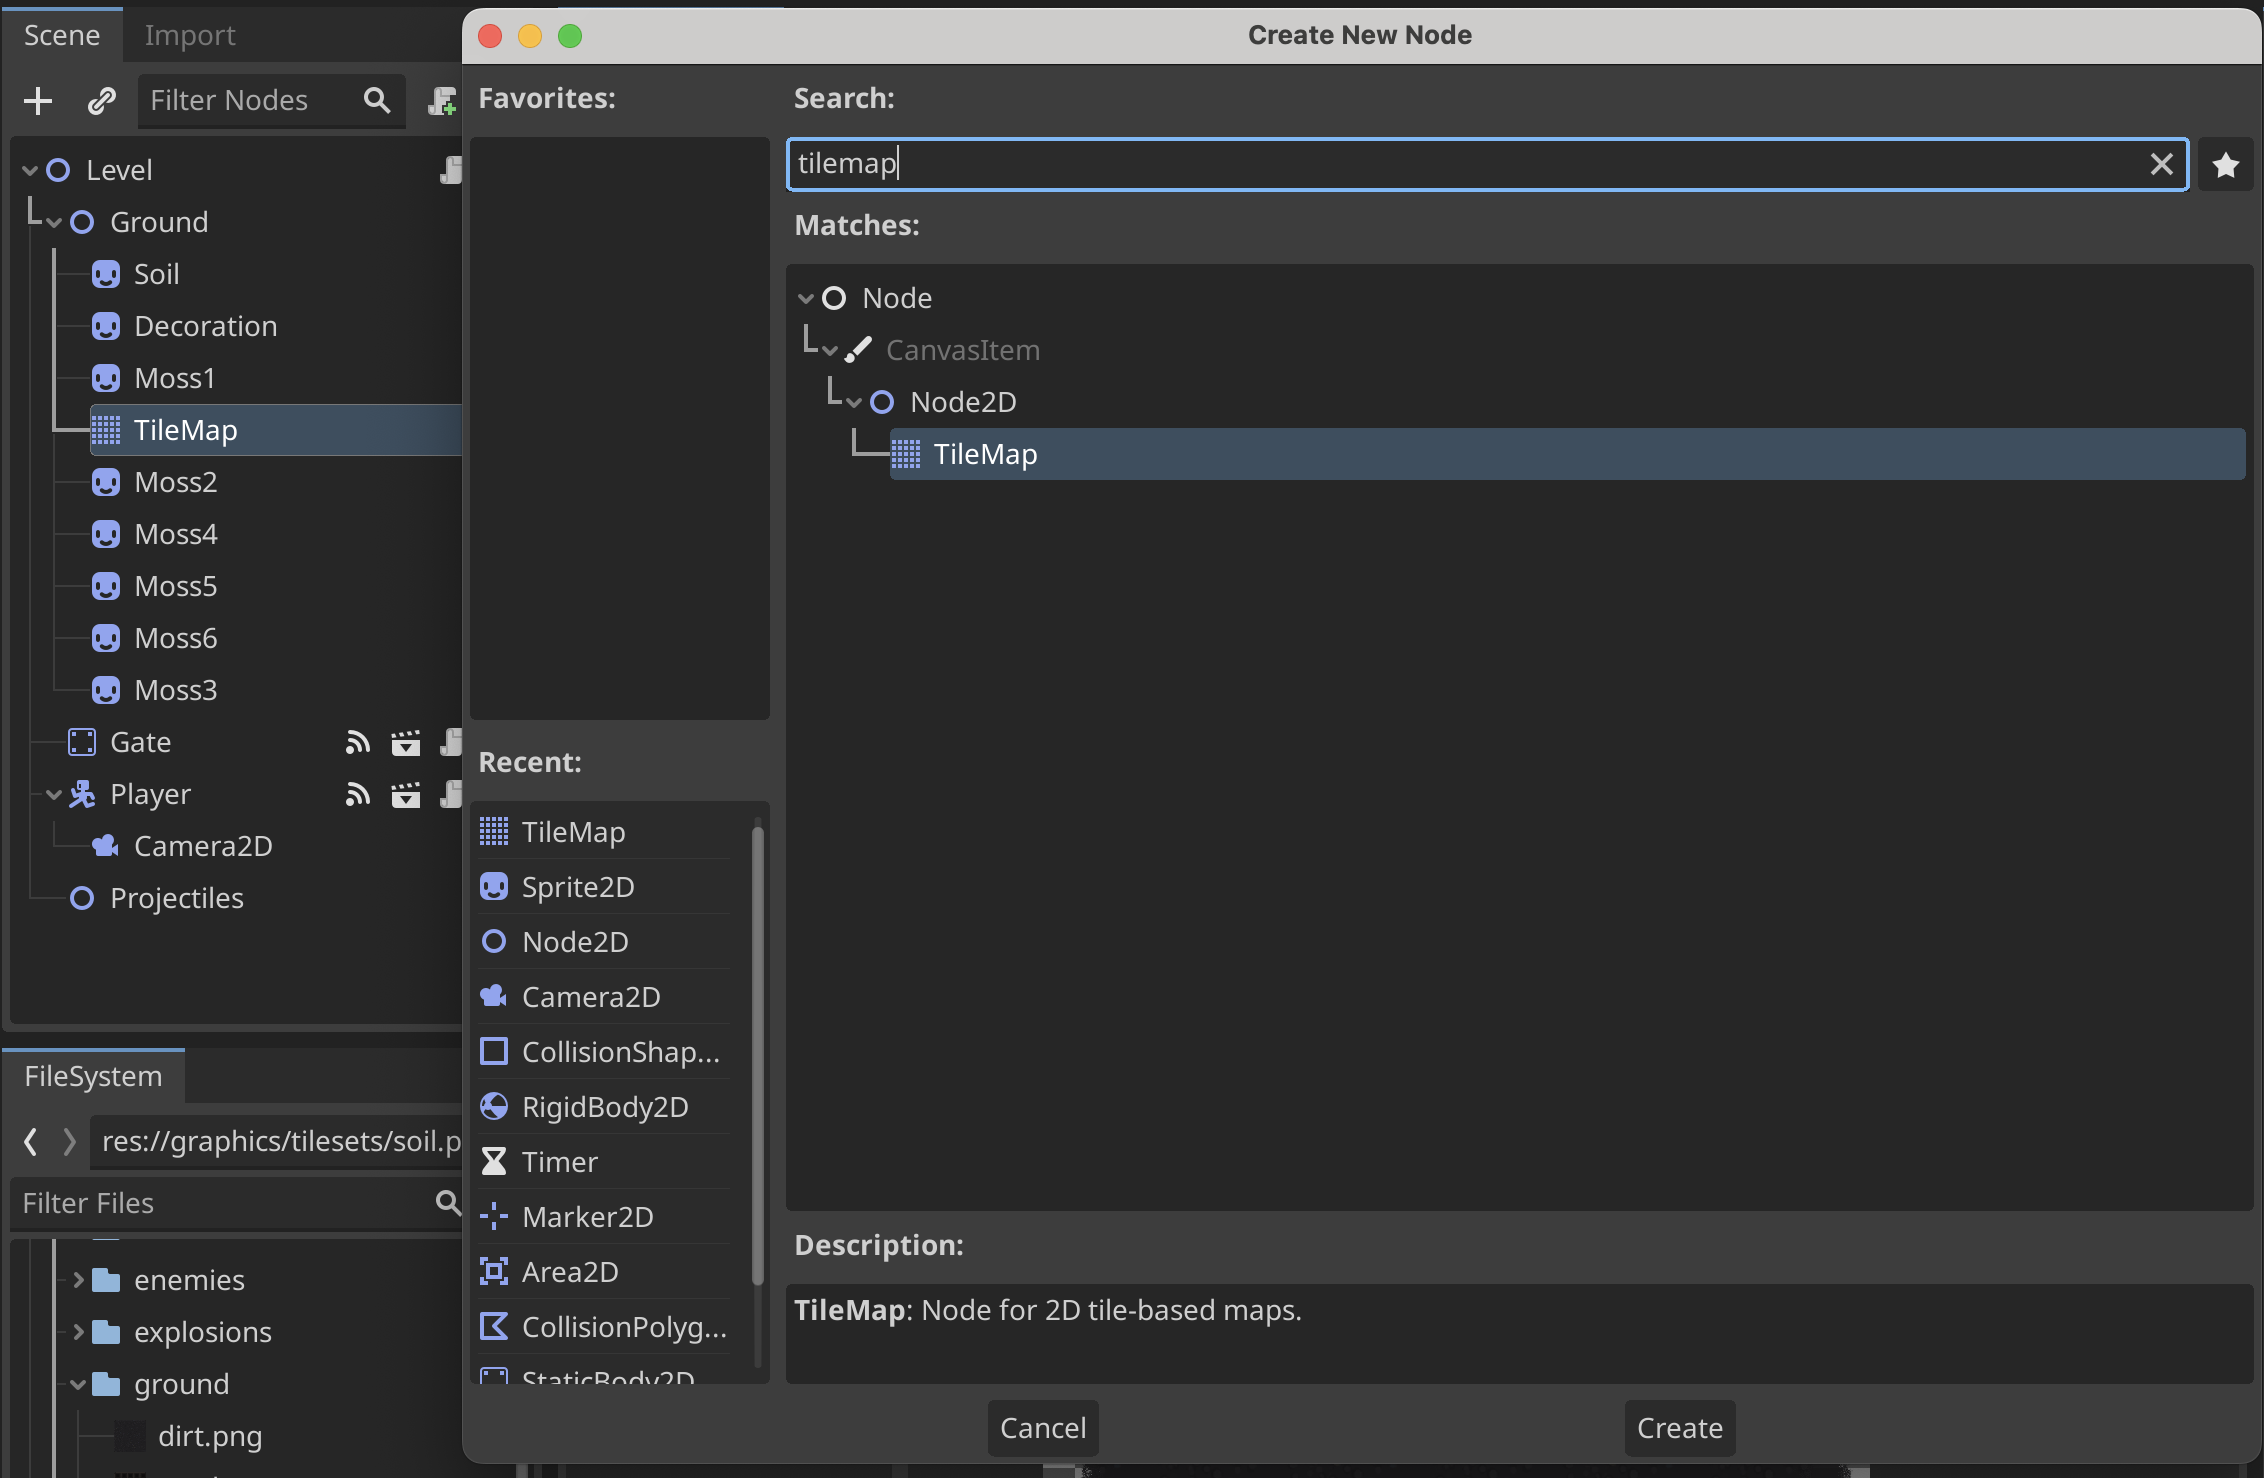 Scene
Import
Filter Nodes
Level
Ground
Soil
Decoration
Moss1
TileMap
Moss2
Moss4
Moss5
Moss6
Moss3
Gate
Player
Camera2D
Projectiles
FileSystem
res://graphics/tilesets/soil.p
Filter Files
enemies
explosions
ground
dirt.png
Create New Node
Favorites:
Recent:
TileMap
Sprite2D
Node2D
Camera2D
CollisionShap...
RigidBody2D
Timer
Marker2D
Area2D
CollisionPolyg...
StaticBody2D
Search:
tilemap
Matches:
Node
CanvasItem
Node2D
TileMap
Description:
TileMap: Node for 2D tile-based maps.
Cancel
Create